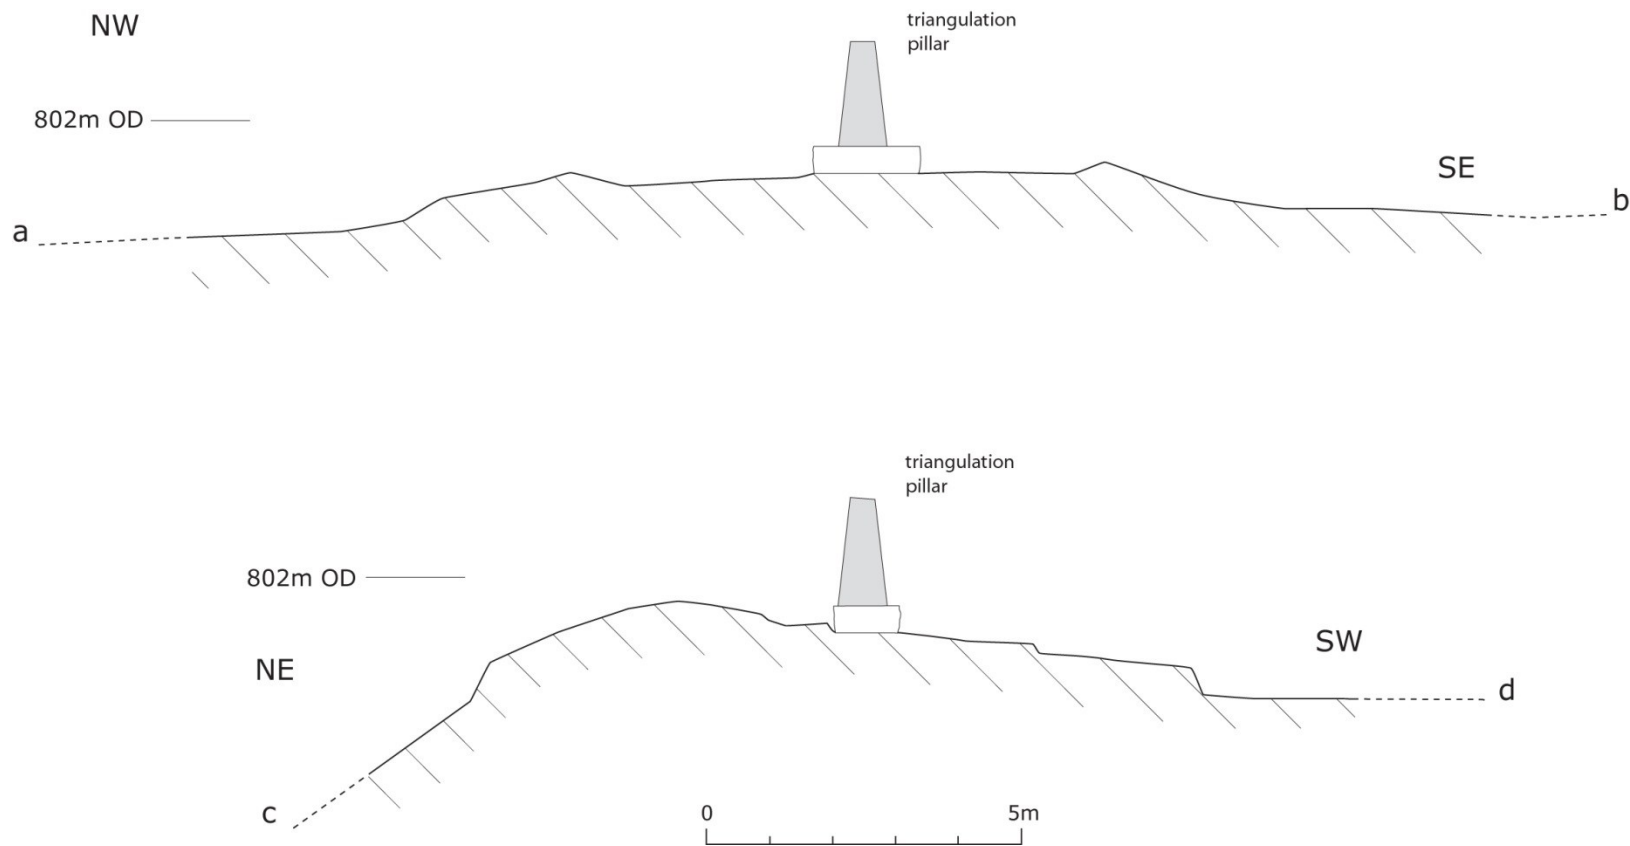 NW
triangulation
pillar
802m OD
SE
a
b
triangulation
pillar
802m OD
NE
SW
d
c
0 5m